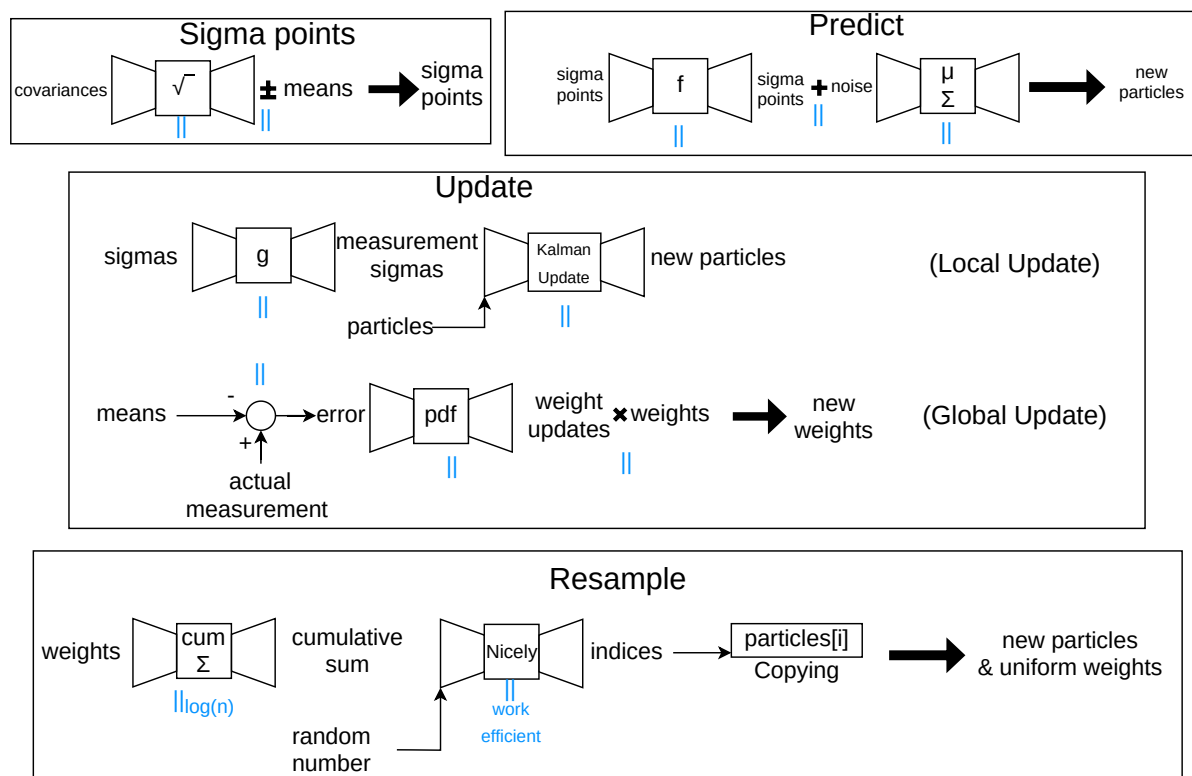 Sigma points
covariances
√
± means
sigma
points
||
||
Predict
sigma
points
f
sigma
points
+ noise
μ
Σ
new
particles
||
||
||
Update
sigmas
g
measurement
sigmas
Kalman
Update
new particles
(Local Update)
||
||
particles
||
means
-
+
error
pdf
weight
updates
× weights
new
weights
(Global Update)
||
||
actual
measurement
Resample
weights
cum
Σ
cumulative
sum
Nicely
indices
particles[i]
Copying
new particles
& uniform weights
||log(n)
||
work
efficient
random
number